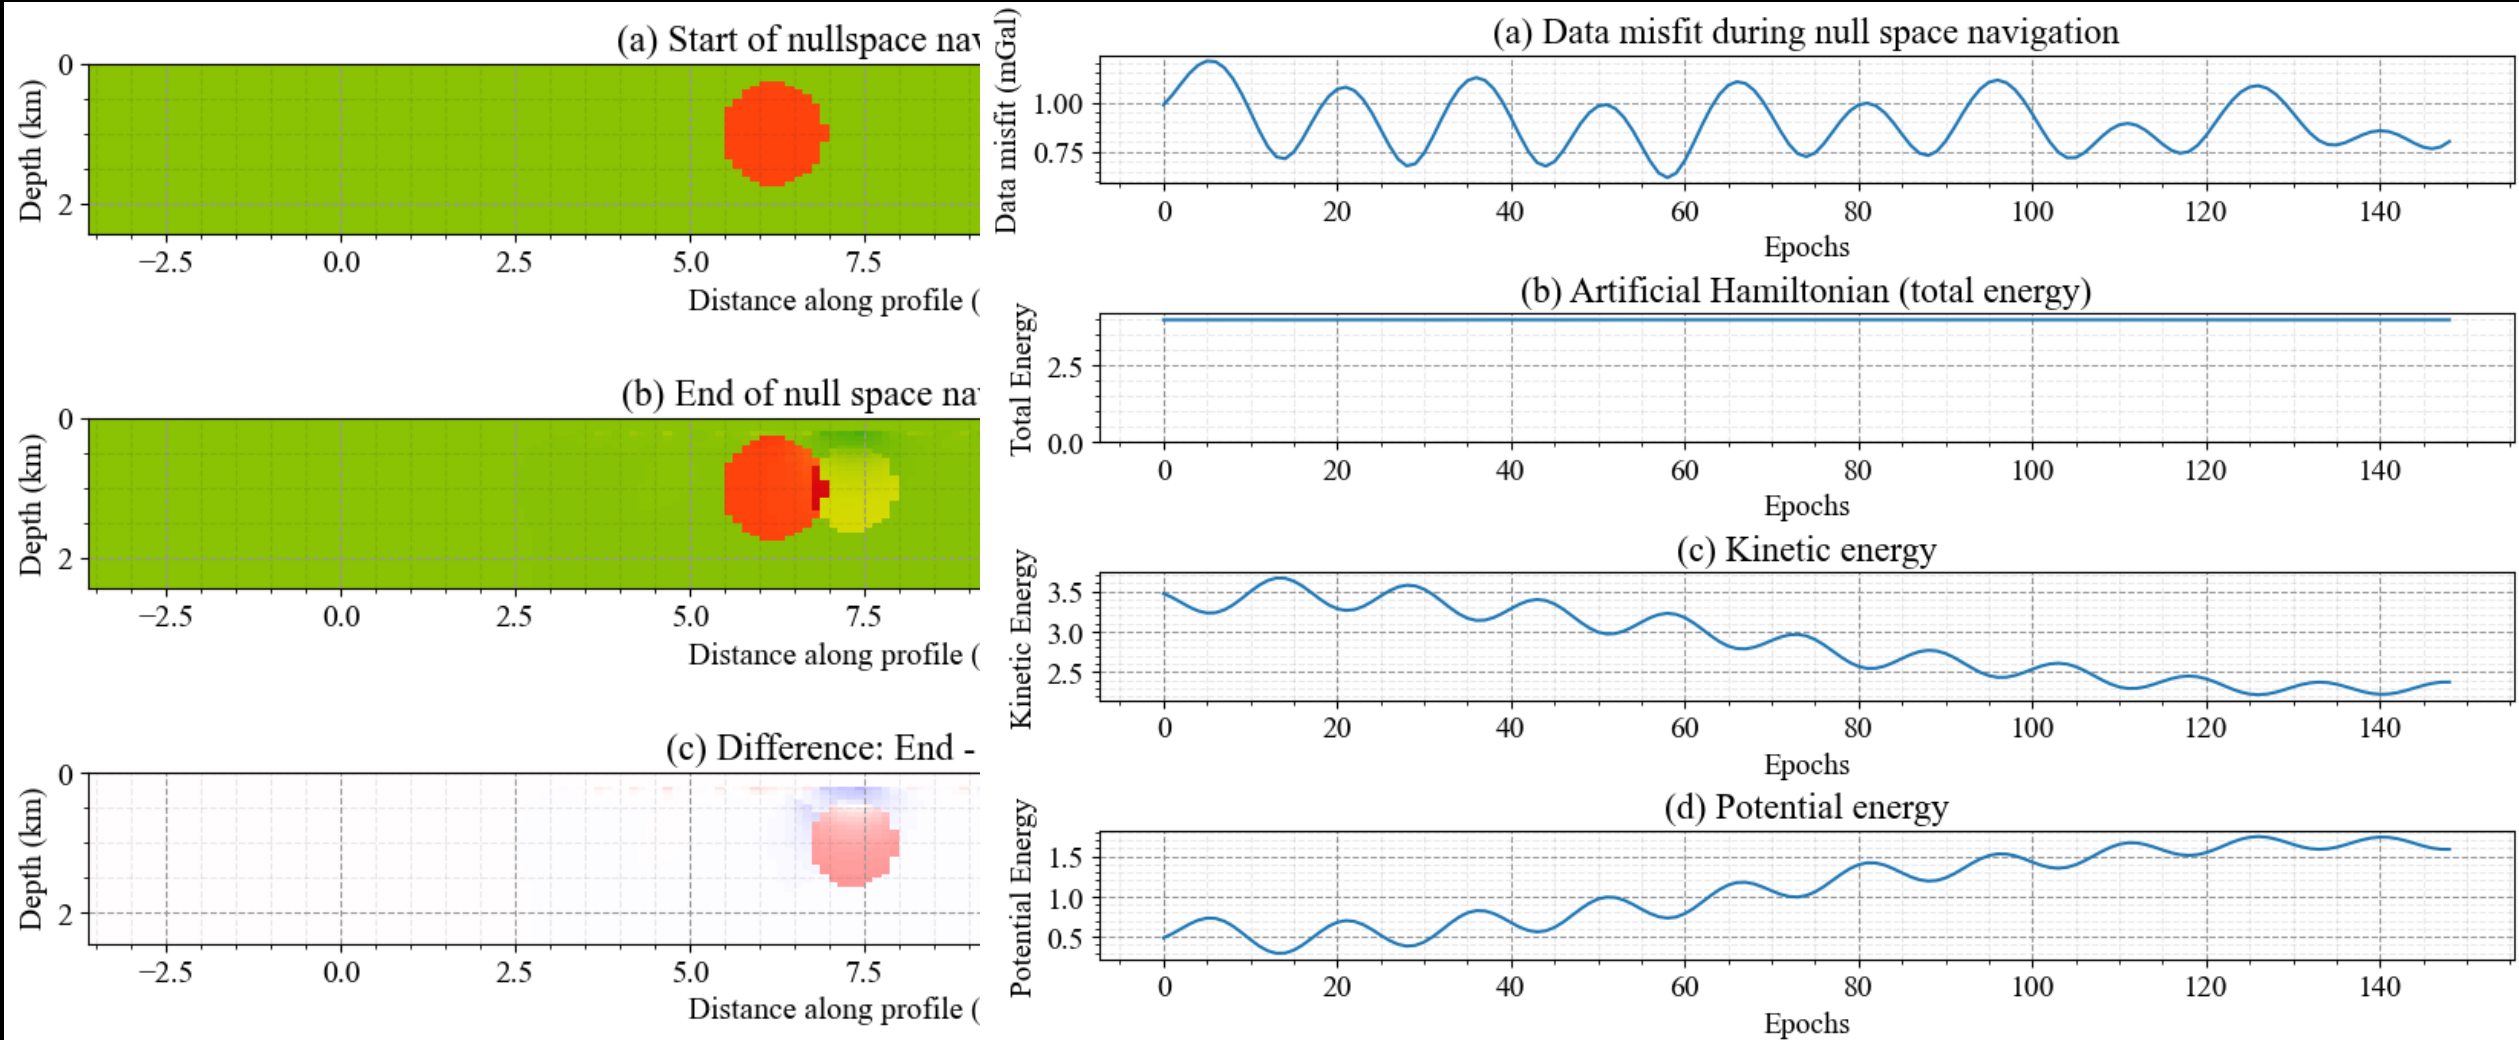 (a) Start of nullspace nav
Depth (km)
0
2
−2.5 0.0 2.5 5.0 7.5
Distance along profile (
(b) End of null space na
Depth (km)
0
2
−2.5 0.0 2.5 5.0 7.5
Distance along profile (
(c) Difference: End -
Depth (km)
0
2
−2.5 0.0 2.5 5.0 7.5
Distance along profile (
(a) Data misfit during null space navigation
Data misfit (mGal)
1.00
0.75
0 20 40 60 80 100 120 140
Epochs
(b) Artificial Hamiltonian (total energy)
Total Energy
2.5
0.0
0 20 40 60 80 100 120 140
Epochs
(c) Kinetic energy
Kinetic Energy
3.5
3.0
2.5
0 20 40 60 80 100 120 140
Epochs
(d) Potential energy
Potential Energy
1.5
1.0
0.5
0 20 40 60 80 100 120 140
Epochs